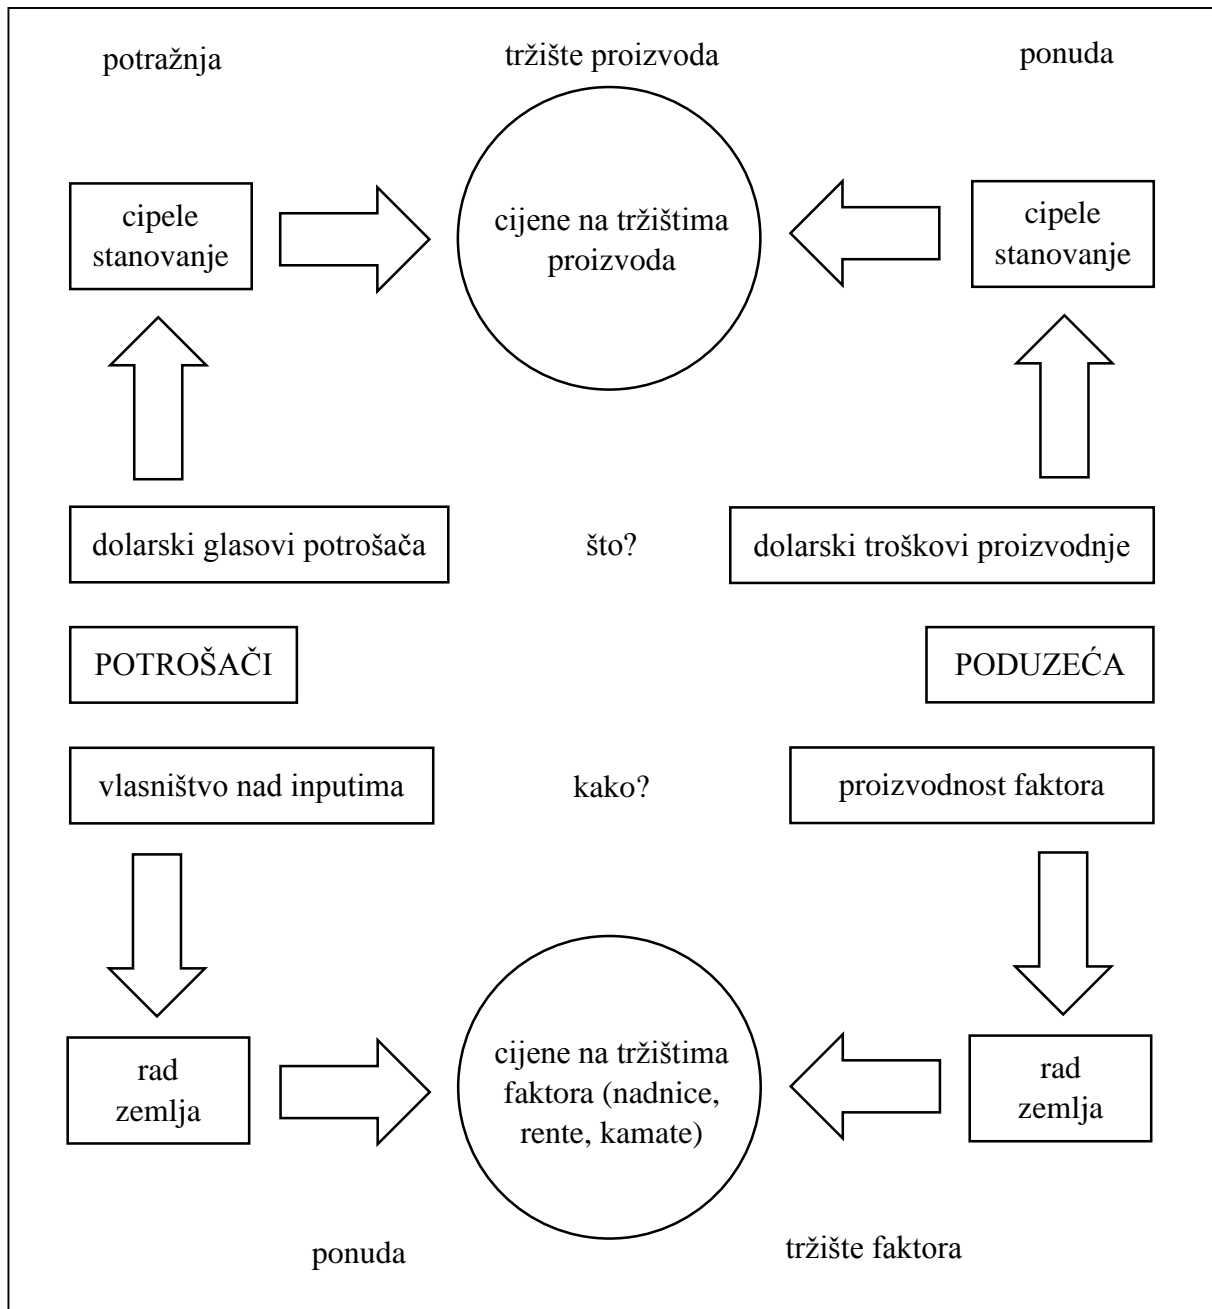 potražnja
tržište proizvoda
ponuda
cipele
stanovanje
cijene na tržištima
proizvoda
cipele
stanovanje
dolarski glasovi potrošača
što?
dolarski troškovi proizvodnje
POTROŠAČI
PODUZEĆA
vlasništvo nad inputima
kako?
proizvodnost faktora
rad
zemlja
cijene na tržištima
faktora (nadnice,
rente, kamate)
rad
zemlja
ponuda
tržište faktora